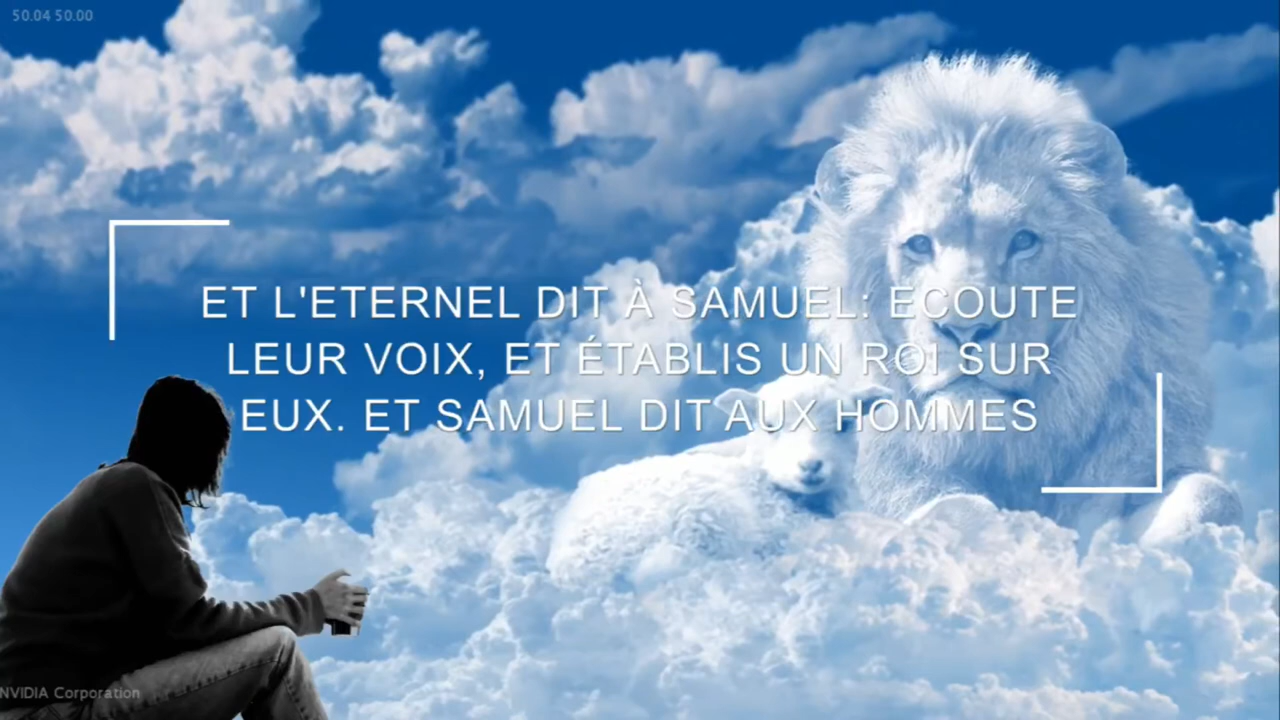 50.04 50.00
ET L'ETERNEL DIT À SAMUEL: ECOUTE
LEUR VOIX, ET ÉTABLIS UN ROI SUR
EUX. ET SAMUEL DIT AUX HOMMES
NVIDIA Corporation